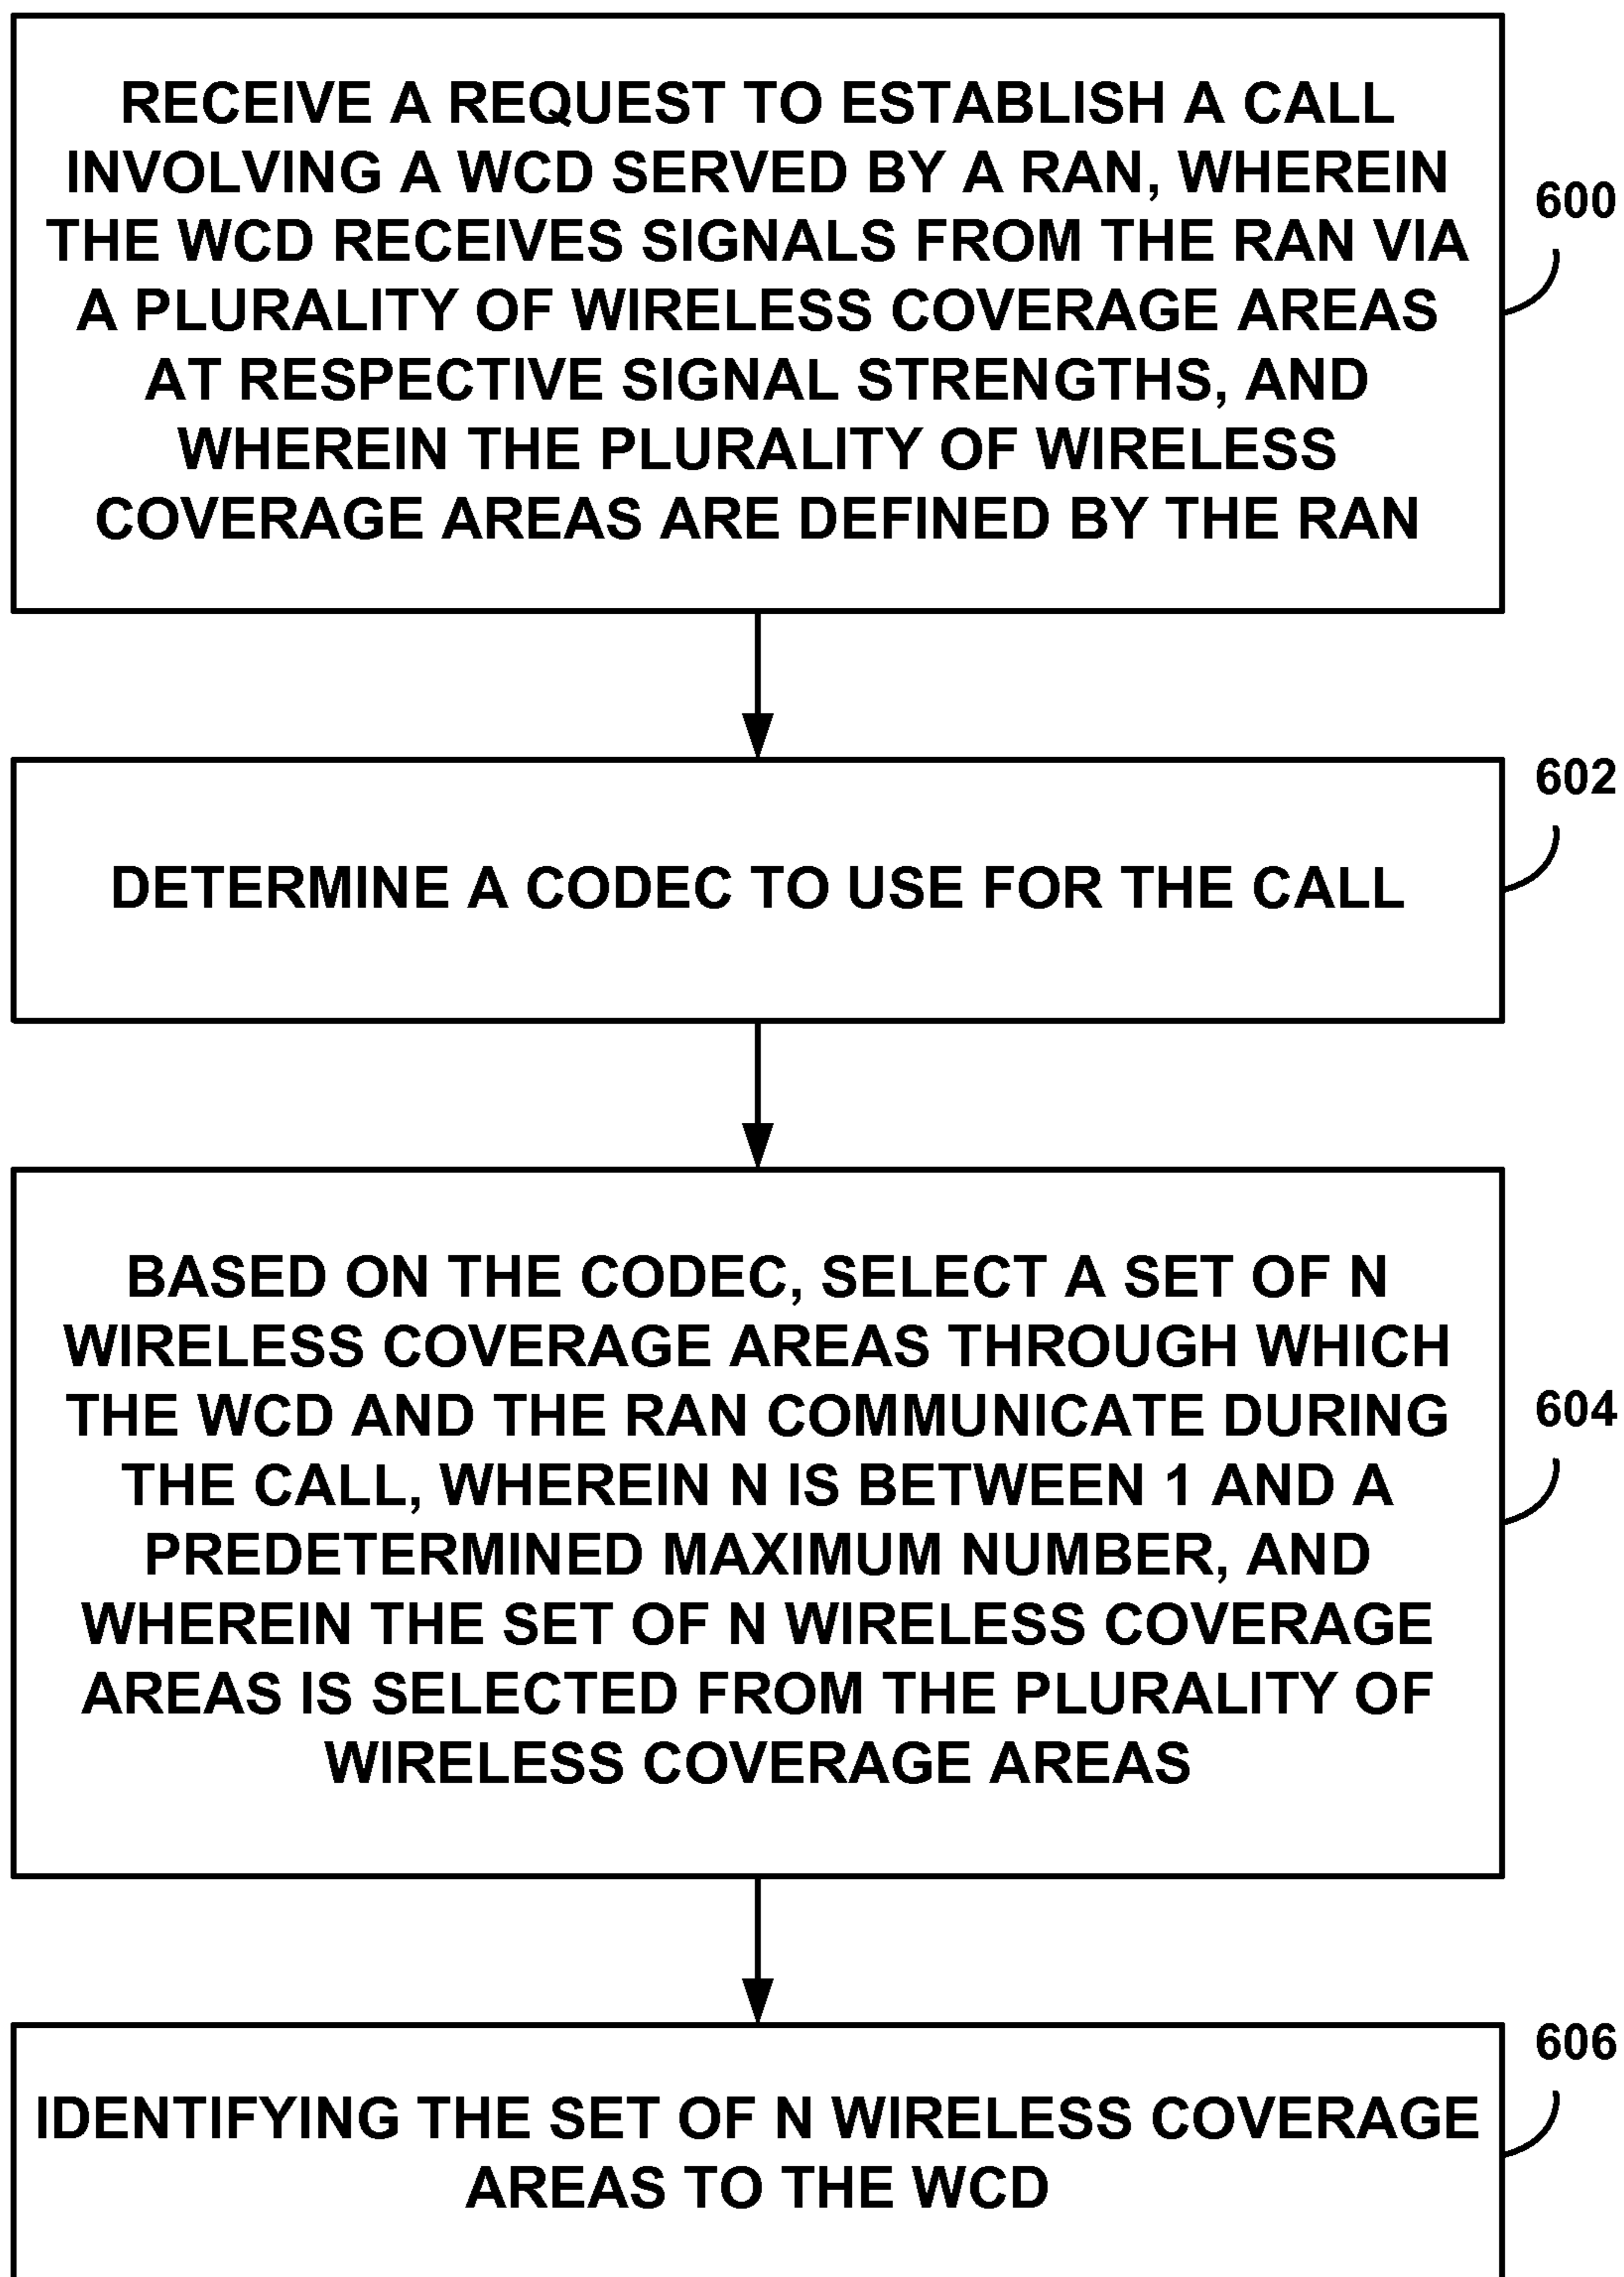 RECEIVE A REQUEST TO ESTABLISH A CALL
INVOLVING A WCD SERVED BY A RAN, WHEREIN
THE WCD RECEIVES SIGNALS FROM THE RAN VIA
A PLURALITY OF WIRELESS COVERAGE AREAS
AT RESPECTIVE SIGNAL STRENGTHS, AND
WHEREIN THE PLURALITY OF WIRELESS
COVERAGE AREAS ARE DEFINED BY THE RAN
600
DETERMINE A CODEC TO USE FOR THE CALL
602
BASED ON THE CODEC, SELECT A SET OF N
WIRELESS COVERAGE AREAS THROUGH WHICH
THE WCD AND THE RAN COMMUNICATE DURING
THE CALL, WHEREIN N IS BETWEEN 1 AND A
PREDETERMINED MAXIMUM NUMBER, AND
WHEREIN THE SET OF N WIRELESS COVERAGE
AREAS IS SELECTED FROM THE PLURALITY OF
WIRELESS COVERAGE AREAS
604
IDENTIFYING THE SET OF N WIRELESS COVERAGE
AREAS TO THE WCD
606